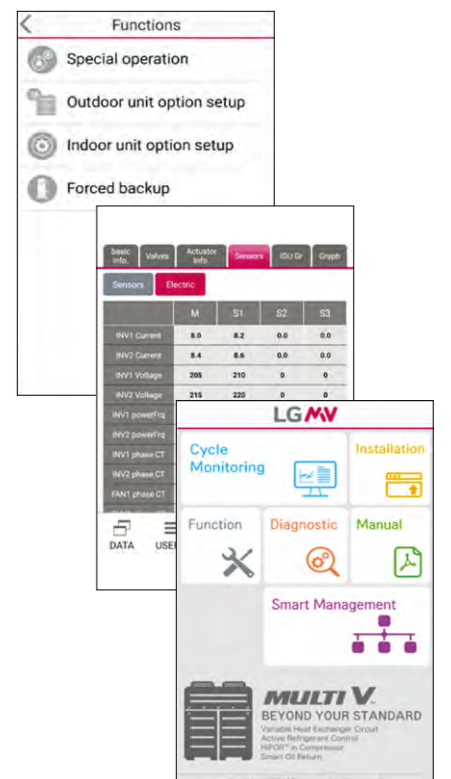 Functions
Special operation
Outdoor unit option setup
Indoor unit option setup
Forced backup
basic Info. Valves Actuator Info Sensors IDU Gr Graph
Sensors Electric
M S1 S2 S3
INV1 Current 8.0 8.2 0.0 0.0
INV2 Current 8.4 8.6 0.0 0.0
INV1 Voltage 205 210 0 0
INV2 Voltage 215 220 0 0
INV1 powerFrq
INV2 powerFrq
INV1 phase CT
INV2 phase CT
FAN1 phase CT
DATA
LG MV
Cycle Monitoring
Installation
Function
Diagnostic
Manual
Smart Management
MULTI V
BEYOND YOUR STANDARD
Variable Heat Exchanger Circuit
Active Refrigerant Control
HiPOR™ in Compressor
Smart Oil Return